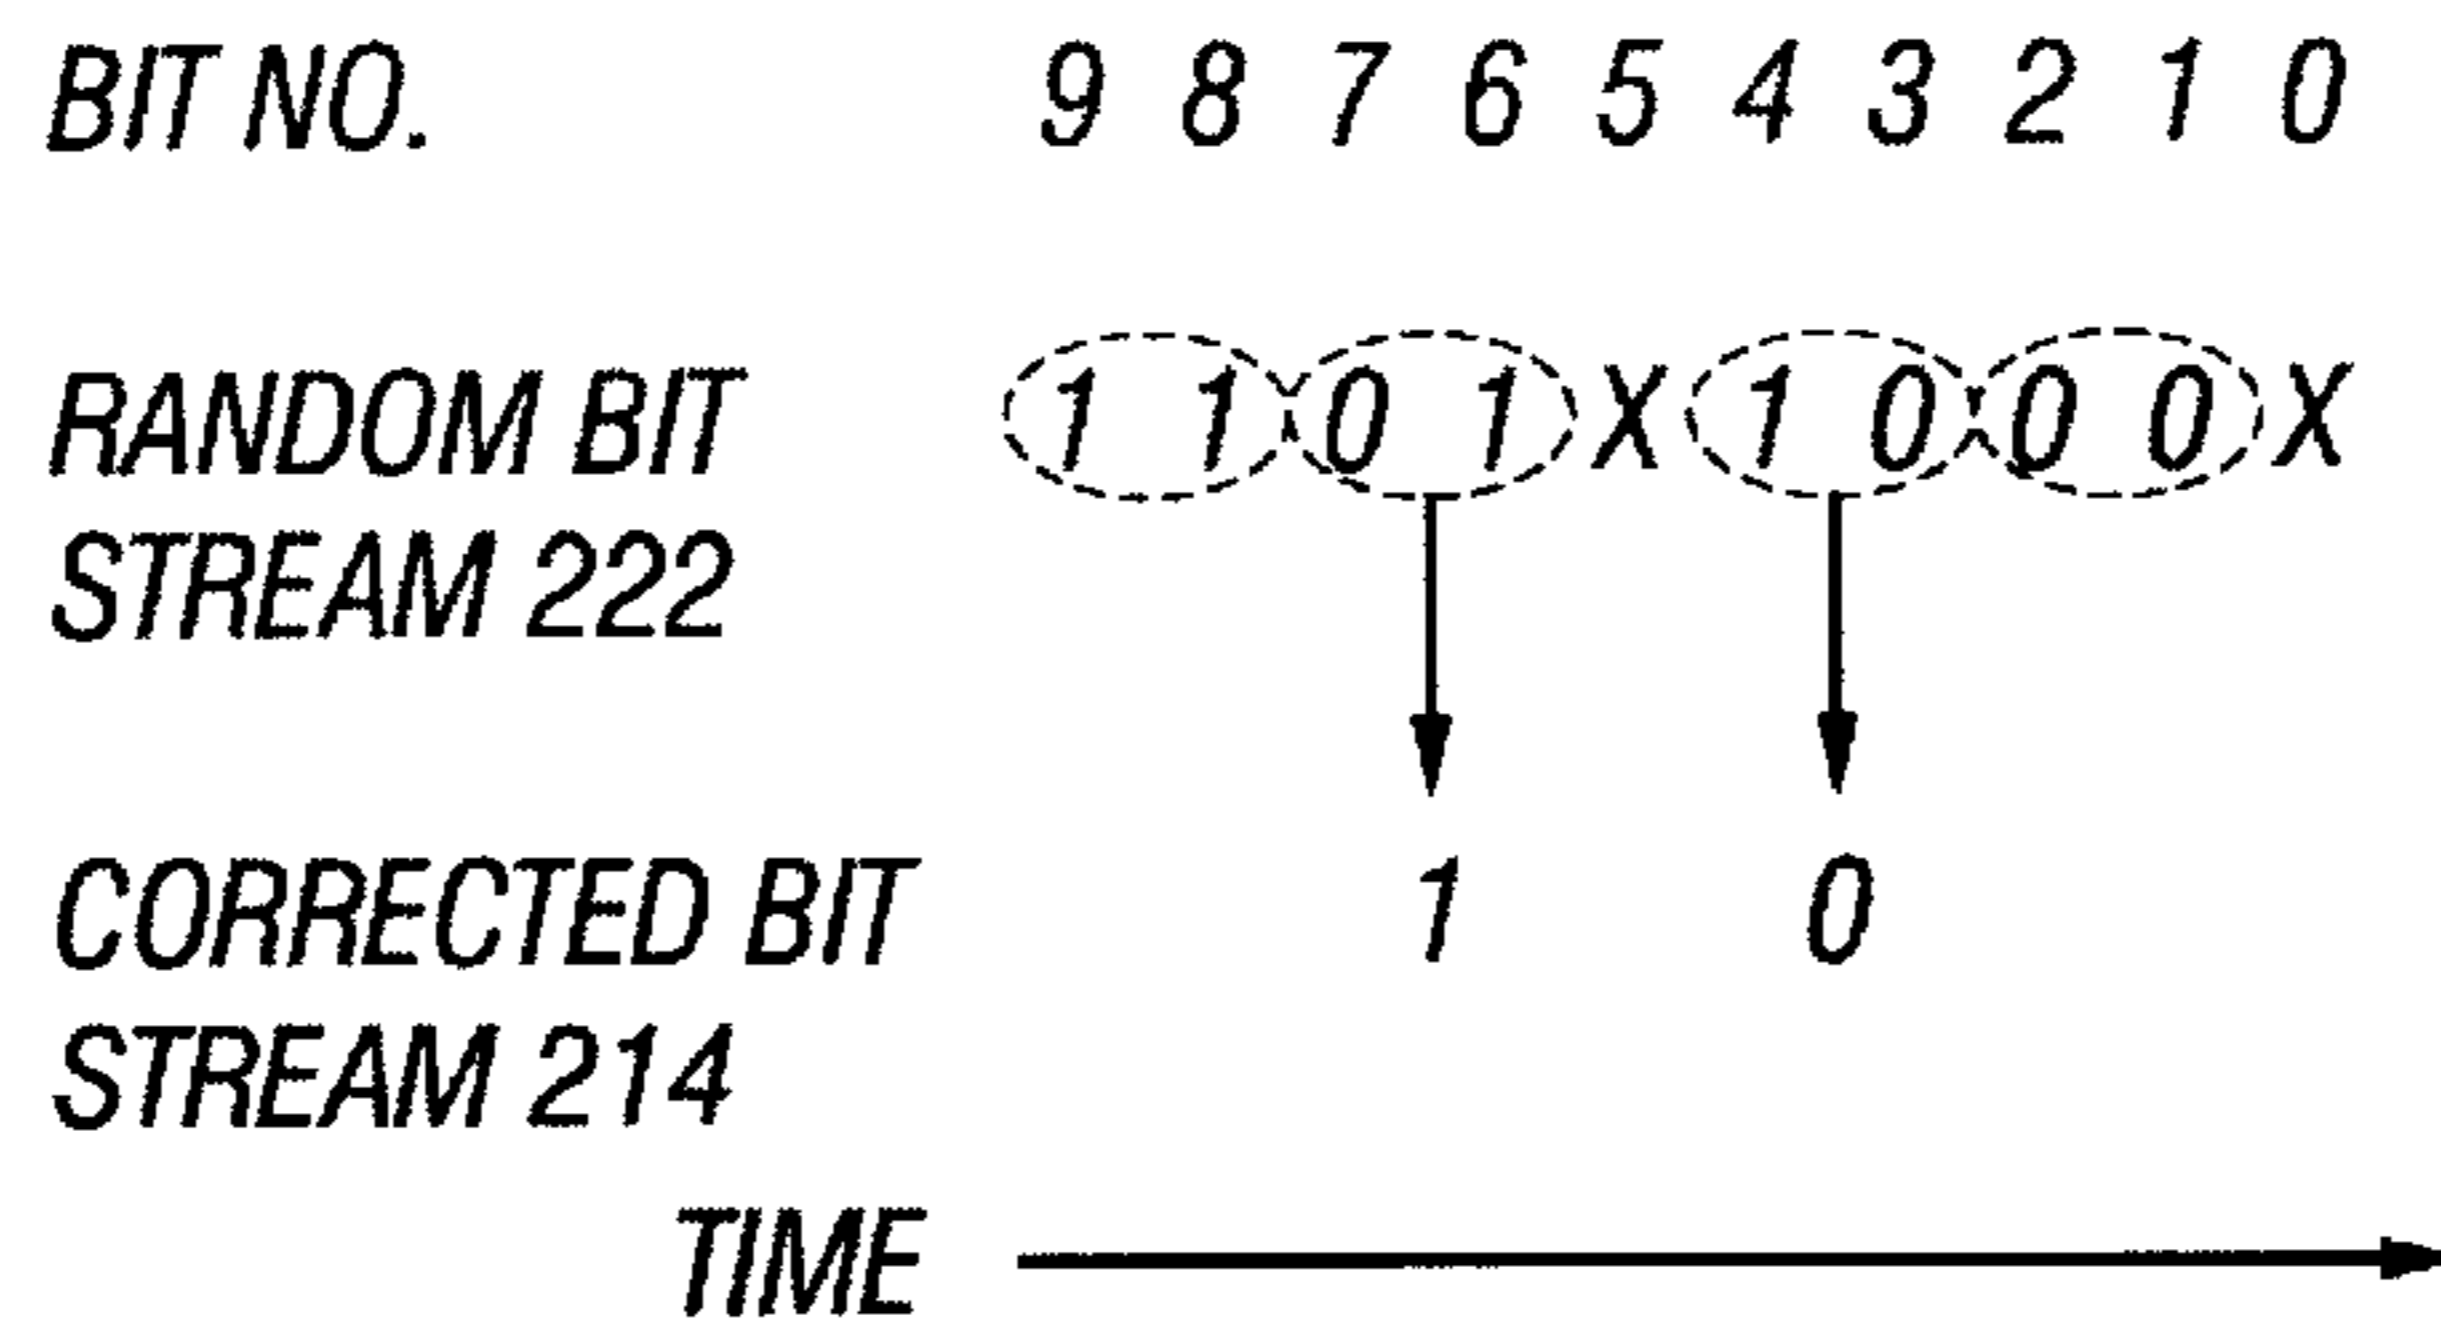 BIT NO. 9 8 7 6 5 4 3 2 1 0
RANDOM BIT 1 1 0 1 X 1 0 0 0 X
STREAM 222
CORRECTED BIT 1 0
STREAM 214
TIME